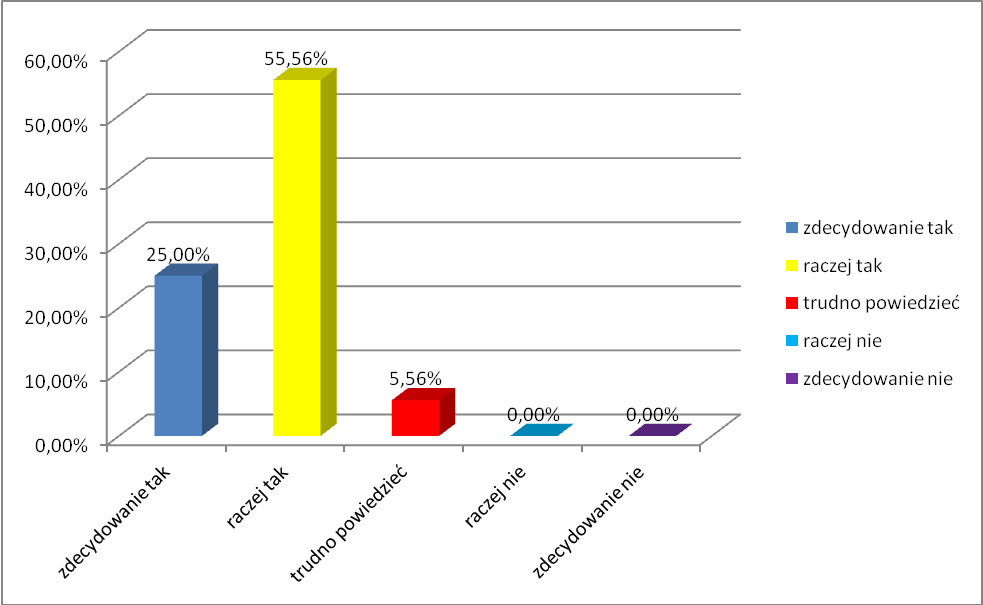 60,00%
50,00%
40,00%
30,00%
20,00%
10,00%
0,00%
25,00%
55,56%
5,56%
0,00%
0,00%
zdecydowanie tak
raczej tak
trudno powiedzieć
raczej nie
zdecydowanie nie
zdecydowanie tak
raczej tak
trudno powiedzieć
raczej nie
zdecydowanie nie